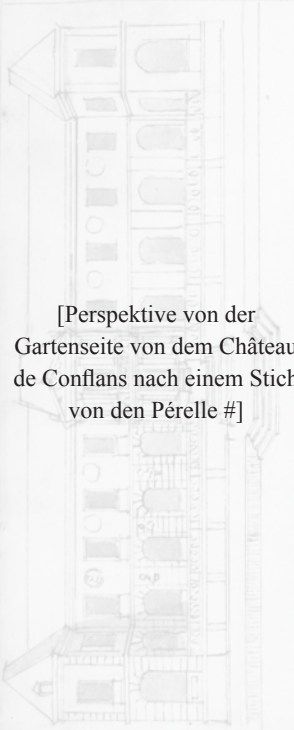 [Perspektive von der
Gartenseite von dem Château
de Conflans nach einem Stich
von den Pérelle #]